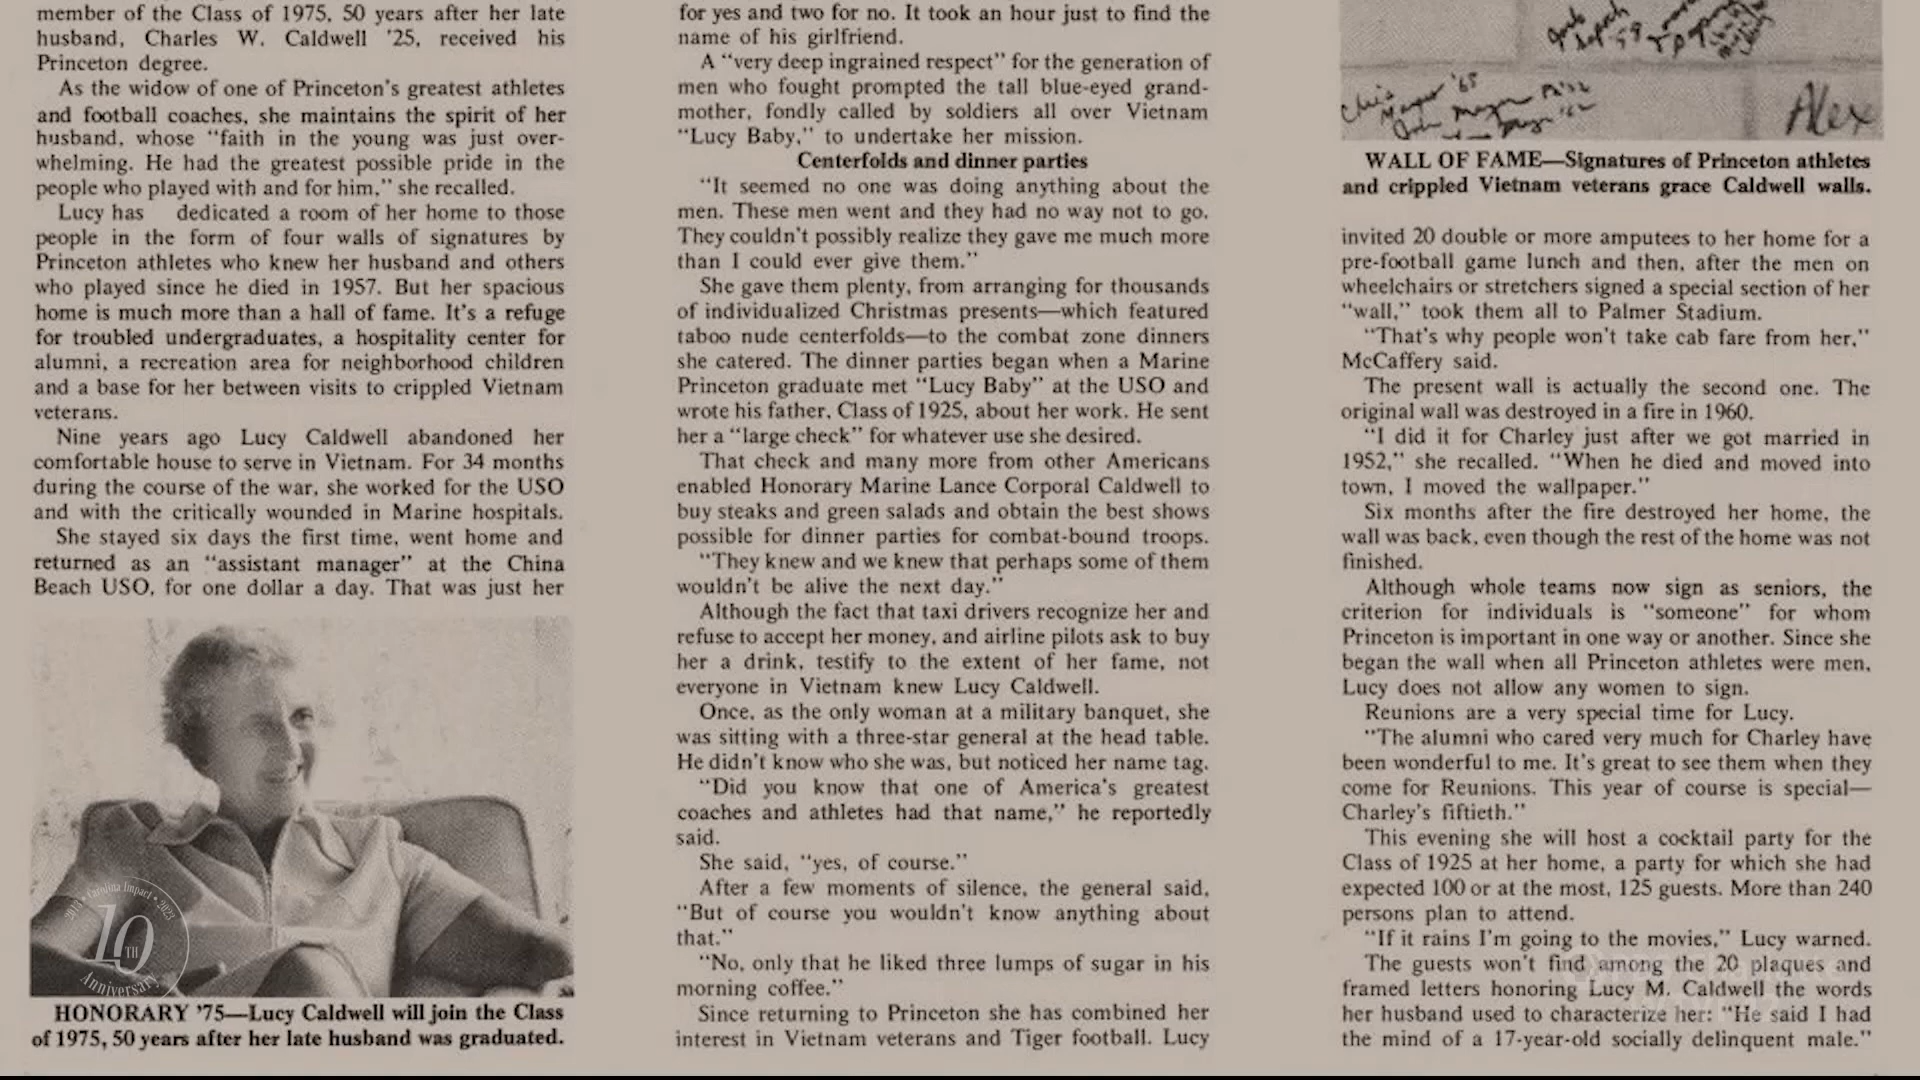 member of the Class of 1975, 50 years after her late
husband, Charles W. Caldwell '25, received his
Princeton degree.
As the widow of one of Princeton's greatest athletes
and football coaches, she maintains the spirit of her
husband, whose “faith in the young was just over-
whelming. He had the greatest possible pride in the
people who played with and for him,” she recalled.
Lucy has dedicated a room of her home to those
people in the form of four walls of signatures by
Princeton athletes who knew her husband and others
who played since he died in 1957. But her spacious
home is much more than a hall of fame. It's a refuge
for troubled undergraduates, a hospitality center for
alumni, a recreation area for neighborhood children
and a base for her between visits to crippled Vietnam
veterans.
Nine years ago Lucy Caldwell abandoned her
comfortable house to serve in Vietnam. For 34 months
during the course of the war, she worked for the USO
and with the critically wounded in Marine hospitals.
She stayed six days the first time, went home and
returned as an “assistant manager” at the China
Beach USO, for one dollar a day. That was just her
2013 • Carolina Impact • 2023
10TH
Anniversary
HONORARY '75—Lucy Caldwell will join the Class
of 1975, 50 years after her late husband was graduated.
for yes and two for no. It took an hour just to find the
name of his girlfriend.
A “very deep ingrained respect” for the generation of
men who fought prompted the tall blue-eyed grand-
mother, fondly called by soldiers all over Vietnam
“Lucy Baby,” to undertake her mission.
Centerfolds and dinner parties
“It seemed no one was doing anything about the
men. These men went and they had no way not to go.
They couldn't possibly realize they gave me much more
than I could ever give them.”
She gave them plenty, from arranging for thousands
of individualized Christmas presents—which featured
taboo nude centerfolds—to the combat zone dinners
she catered. The dinner parties began when a Marine
Princeton graduate met “Lucy Baby” at the USO and
wrote his father, Class of 1925, about her work. He sent
her a “large check” for whatever use she desired.
That check and many more from other Americans
enabled Honorary Marine Lance Corporal Caldwell to
buy steaks and green salads and obtain the best shows
possible for dinner parties for combat-bound troops.
“They knew and we knew that perhaps some of them
wouldn't be alive the next day.”
Although the fact that taxi drivers recognize her and
refuse to accept her money, and airline pilots ask to buy
her a drink, testify to the extent of her fame, not
everyone in Vietnam knew Lucy Caldwell.
Once, as the only woman at a military banquet, she
was sitting with a three-star general at the head table.
He didn't know who she was, but noticed her name tag.
“Did you know that one of America's greatest
coaches and athletes had that name,” he reportedly
said.
She said, “yes, of course.”
After a few moments of silence, the general said,
“But of course you wouldn't know anything about
that.”
“No, only that he liked three lumps of sugar in his
morning coffee.”
Since returning to Princeton she has combined her
interest in Vietnam veterans and Tiger football. Lucy
Chris '65
Alex
WALL OF FAME—Signatures of Princeton athletes
and crippled Vietnam veterans grace Caldwell walls.
invited 20 double or more amputees to her home for a
pre-football game lunch and then, after the men on
wheelchairs or stretchers signed a special section of her
“wall,” took them all to Palmer Stadium.
“That's why people won't take cab fare from her,”
McCaffery said.
The present wall is actually the second one. The
original wall was destroyed in a fire in 1960.
“I did it for Charley just after we got married in
1952,” she recalled. “When he died and moved into
town, I moved the wallpaper.”
Six months after the fire destroyed her home, the
wall was back, even though the rest of the home was not
finished.
Although whole teams now sign as seniors, the
criterion for individuals is “someone” for whom
Princeton is important in one way or another. Since she
began the wall when all Princeton athletes were men,
Lucy does not allow any women to sign.
Reunions are a very special time for Lucy.
“The alumni who cared very much for Charley have
been wonderful to me. It's great to see them when they
come for Reunions. This year of course is special—
Charley's fiftieth.”
This evening she will host a cocktail party for the
Class of 1925 at her home, a party for which she had
expected 100 or at the most, 125 guests. More than 240
persons plan to attend.
“If it rains I'm going to the movies,” Lucy warned.
The guests won't find among the 20 plaques and
framed letters honoring Lucy M. Caldwell the words
her husband used to characterize her: “He said I had
the mind of a 17-year-old socially delinquent male.”